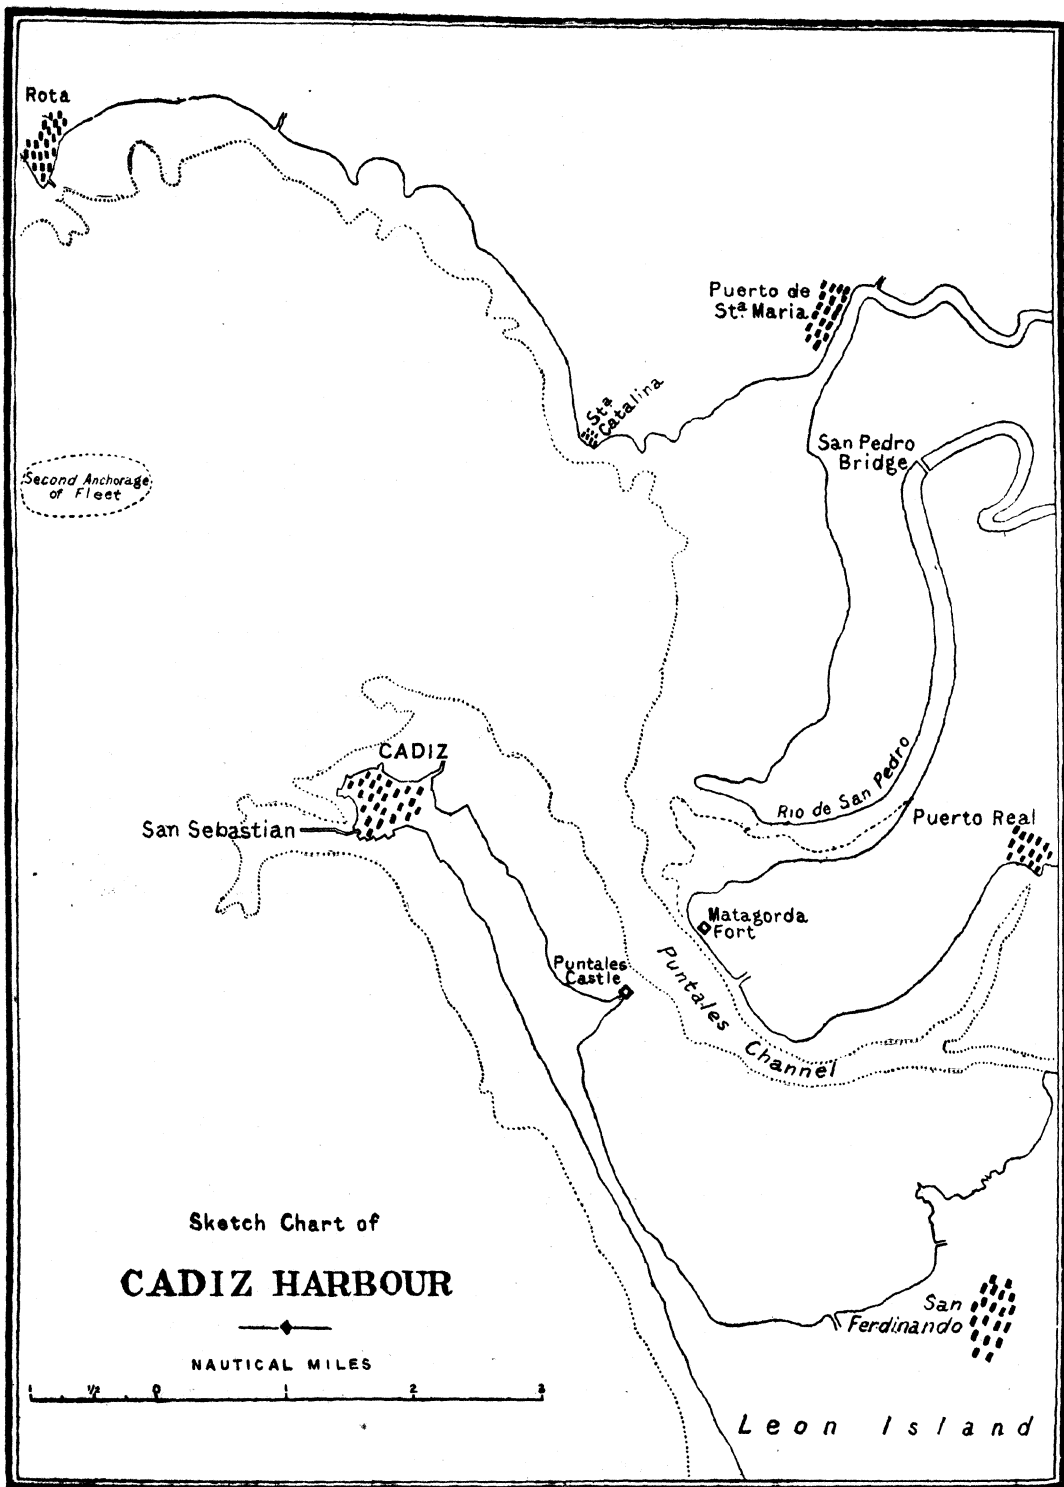 Rota
Puerto de
Sta. Maria
Sta
Catalina
San Pedro
Bridge
Second Anchorage
of Fleet
CADIZ
San Sebastian
Rio de San Pedro
Puerto Real
Matagorda
Fort
Puntales
Castle
Puntales Channel
Sketch Chart of
CADIZ HARBOUR
NAUTICAL MILES
1 1/2 0 1 2 3
San
Ferdinando
Leon Island